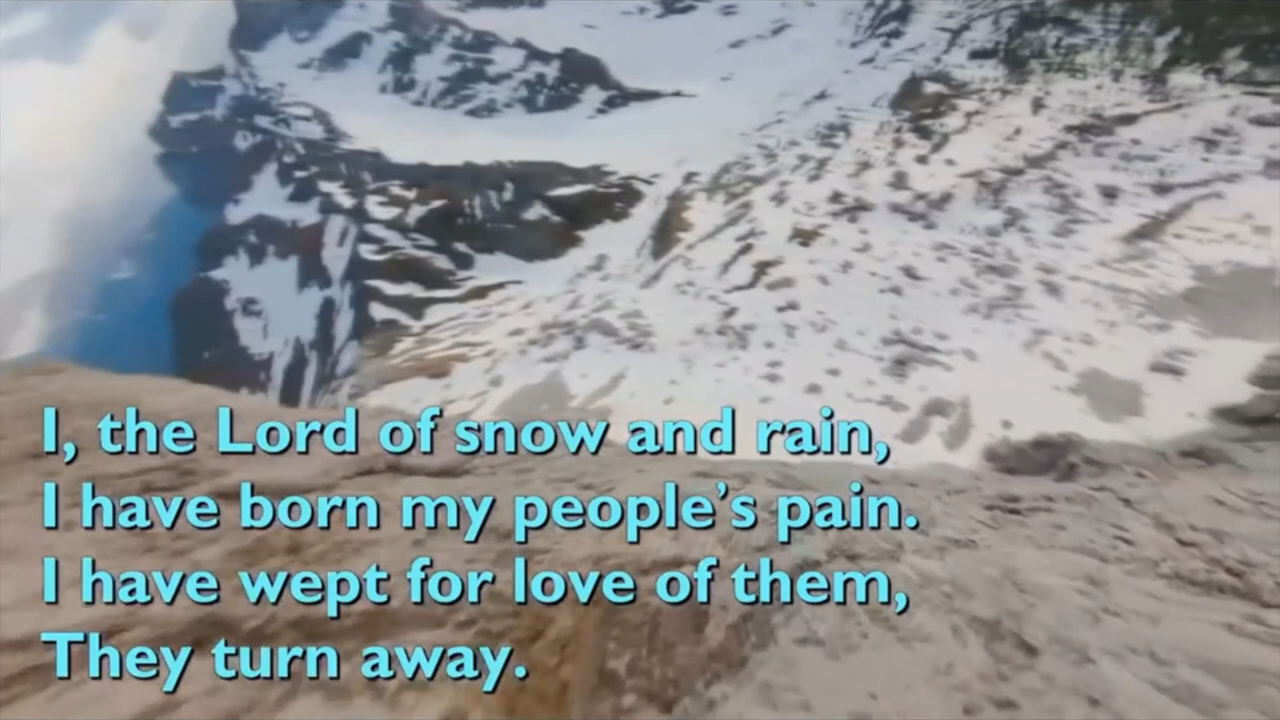 I, the Lord of snow and rain,
I have born my people’s pain.
I have wept for love of them,
They turn away.